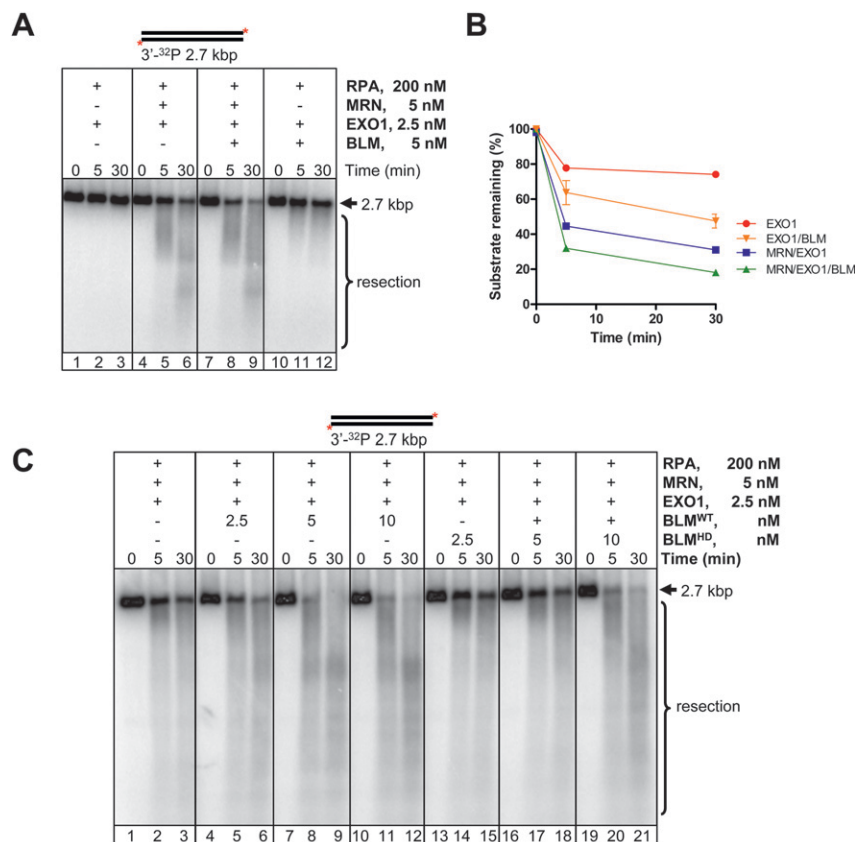 A
3'-³²P 2.7 kbp
+ + + + RPA, 200 nM
- + + - MRN, 5 nM
+ + + + EXO1, 2.5 nM
- - + + BLM, 5 nM
0 5 30 0 5 30 0 5 30 0 5 30 Time (min)
2.7 kbp
resection
1 2 3 4 5 6 7 8 9 10 11 12
B
Substrate remaining (%)
100
80
60
40
20
0
0 10 20 30
Time (min)
EXO1
EXO1/BLM
MRN/EXO1
MRN/EXO1/BLM
C
3'-³²P 2.7 kbp
+ + + + + + + RPA, 200 nM
+ + + + + + + MRN, 5 nM
+ + + + + + + EXO1, 2.5 nM
- 2.5 5 10 - + + BLMᵂᵀ, nM
- - - - 2.5 5 10 BLMᴴᴰ, nM
0 5 30 0 5 30 0 5 30 0 5 30 0 5 30 0 5 30 0 5 30 Time (min)
2.7 kbp
resection
1 2 3 4 5 6 7 8 9 10 11 12 13 14 15 16 17 18 19 20 21